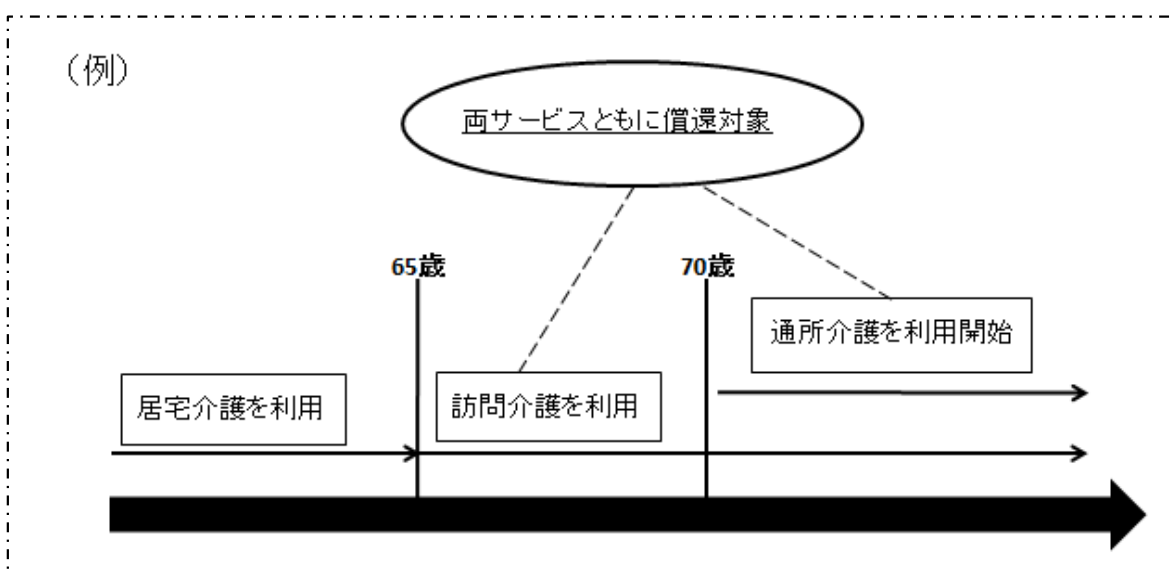 （例）
両サービスともに償還対象
65歳
70歳
通所介護を利用開始
居宅介護を利用
訪問介護を利用